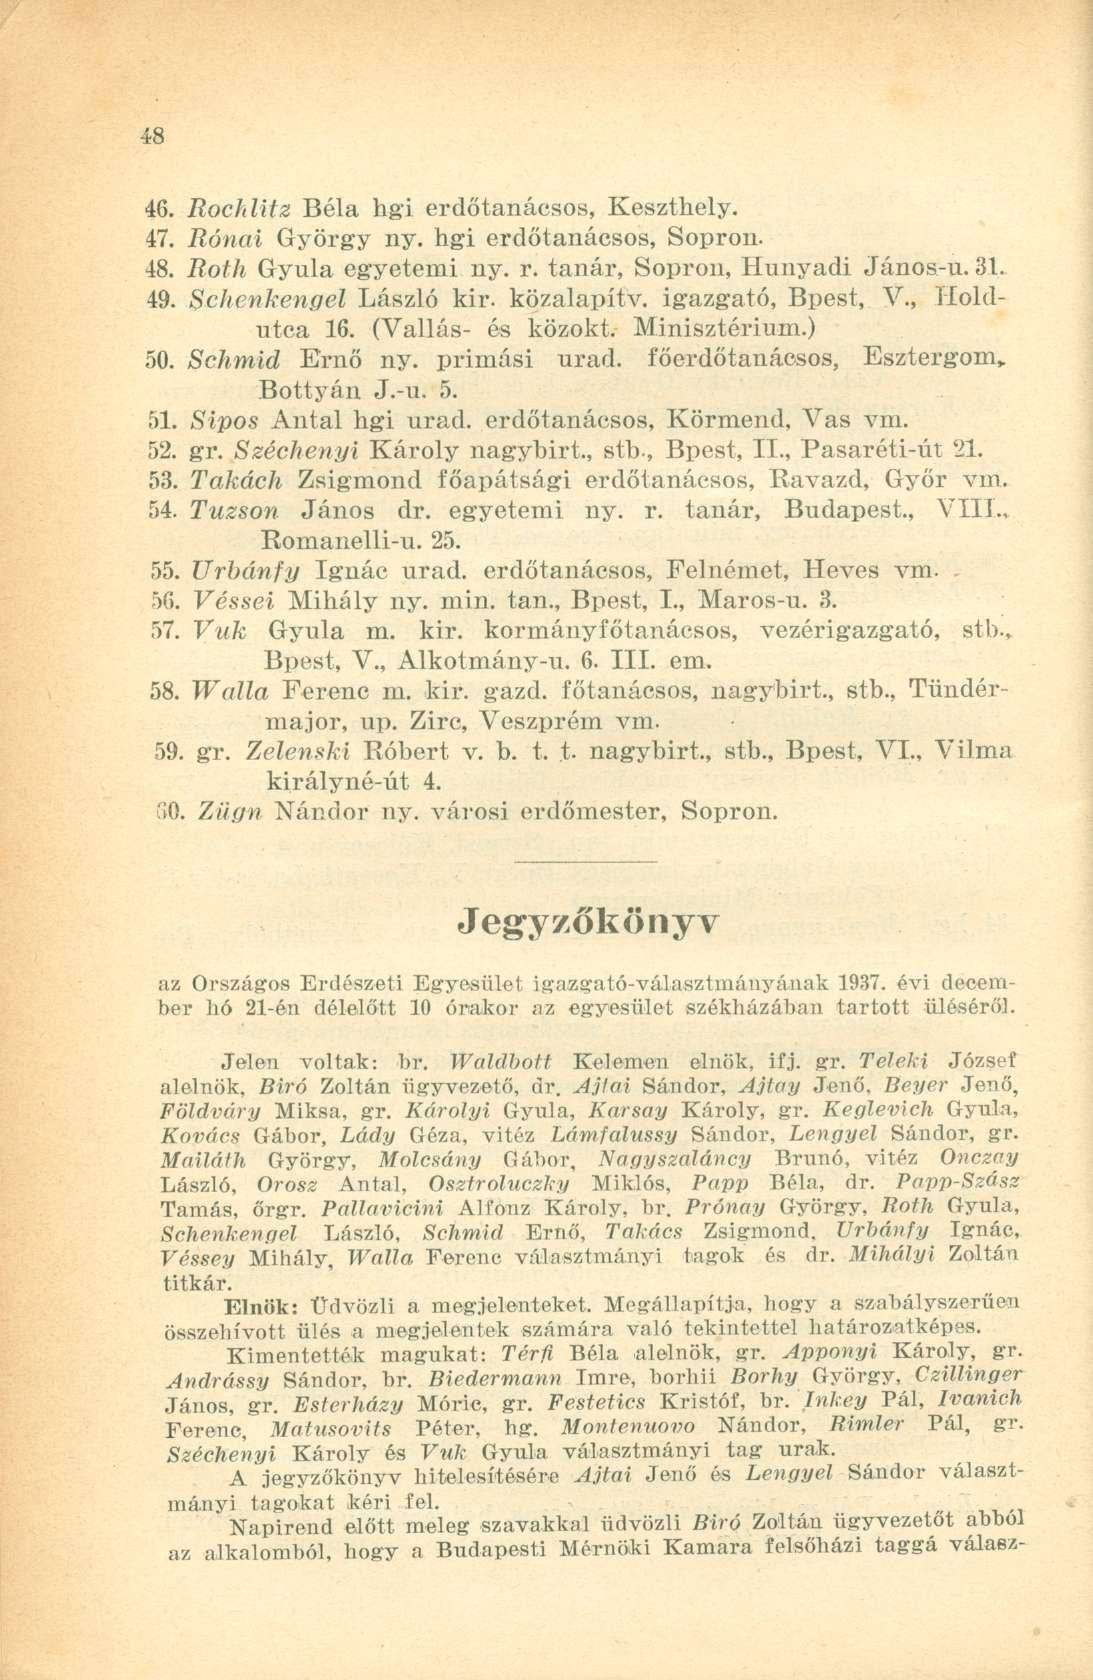 48
46. Rochlitz Béla hgi erdőtanácsos, Keszthely.
47. Rónai György ny. hgi erdőtanácsos, Sopron.
48. Roth Gyula egyetemi ny. r. tanár, Sopron, Hunyadi János-u. 31.
49. Schenkengel László kir. közalapítv. igazgató, Bpest, V., Hold-
utca 16. (Vallás- és közokt. Minisztérium.)
50. Schmid Ernő ny. primási urad. főerdőtanácsos, Esztergom,
Bottyán J.-u. 5.
51. Sipos Antal hgi urad. erdőtanácsos, Körmend, Vas vm.
52. gr. Széchenyi Károly nagybirt., stb., Bpest, II., Pasaréti-út 21.
53. Takách Zsigmond főapátsági erdőtanácsos, Ravazd, Győr vm.
54. Tuzson János dr. egyetemi ny. r. tanár, Budapest., VIII.,
Romanelli-u. 25.
55. Urbánfy Ignác urad. erdőtanácsos, Felnémet, Heves vm.
56. Véssei Mihály ny. min. tan., Bpest, I., Maros-u. 3.
57. Vuk Gyula m. kir. kormányfőtanácsos, vezérigazgató, stb.,
Bpest, V., Alkotmány-u. 6. III. em.
58. Walla Ferenc m. kir. gazd. főtanácsos, nagybirt., stb., Tündér-
major, up. Zirc, Veszprém vm.
59. gr. Zelenski Róbert v. b. t. t. nagybirt., stb., Bpest, VI., Vilma
királyné-út 4.
60. Zügn Nándor ny. városi erdőmester, Sopron.
Jegyzőkönyv
az Országos Erdészeti Egyesület igazgató-választmányának 1937. évi decem-
ber hó 21-én délelőtt 10 órakor az egyesület székházában tartott üléséről.
Jelen voltak: br. Waldbott Kelemen elnök, ifj. gr. Teleki József
alelnök, Biró Zoltán ügyvezető, dr. Ajtai Sándor, Ajtay Jenő, Beyer Jenő,
Földváry Miksa, gr. Károlyi Gyula, Karsay Károly, gr. Keglevich Gyula,
Kovács Gábor, Lády Géza, vitéz Lámfalussy Sándor, Lengyel Sándor, gr.
Mailáth György, Molcsány Gábor, Nagyszaláncy Brunó, vitéz Onczay
László, Orosz Antal, Osztroluczky Miklós, Papp Béla, dr. Papp-Szász
Tamás, őrgr. Pallavicini Alfonz Károly, br. Prónay György, Roth Gyula,
Schenkengel László, Schmid Ernő, Takács Zsigmond, Urbánfy Ignác,
Véssey Mihály, Walla Ferenc választmányi tagok és dr. Mihályi Zoltán
titkár.
Elnök: Üdvözli a megjelenteket. Megállapítja, hogy a szabályszerűen
összehívott ülés a megjelentek számára való tekintettel határozatképes.
Kimentették magukat: Térfi Béla alelnök, gr. Apponyi Károly, gr.
Andrássy Sándor, br. Biedermann Imre, borhii Borhy György, Czillinger
János, gr. Esterházy Móric, gr. Festetics Kristóf, br. Inkey Pál, Ivanich
Ferenc, Matusovits Péter, hg. Montenuovo Nándor, Rimler Pál, gr.
Széchenyi Károly és Vuk Gyula választmányi tag urak.
A jegyzőkönyv hitelesítésére Ajtai Jenő és Lengyel Sándor választ-
mányi tagokat kéri fel.
Napirend előtt meleg szavakkal üdvözli Biró Zoltán ügyvezetőt abból
az alkalomból, hogy a Budapesti Mérnöki Kamara felsőházi taggá válasz-